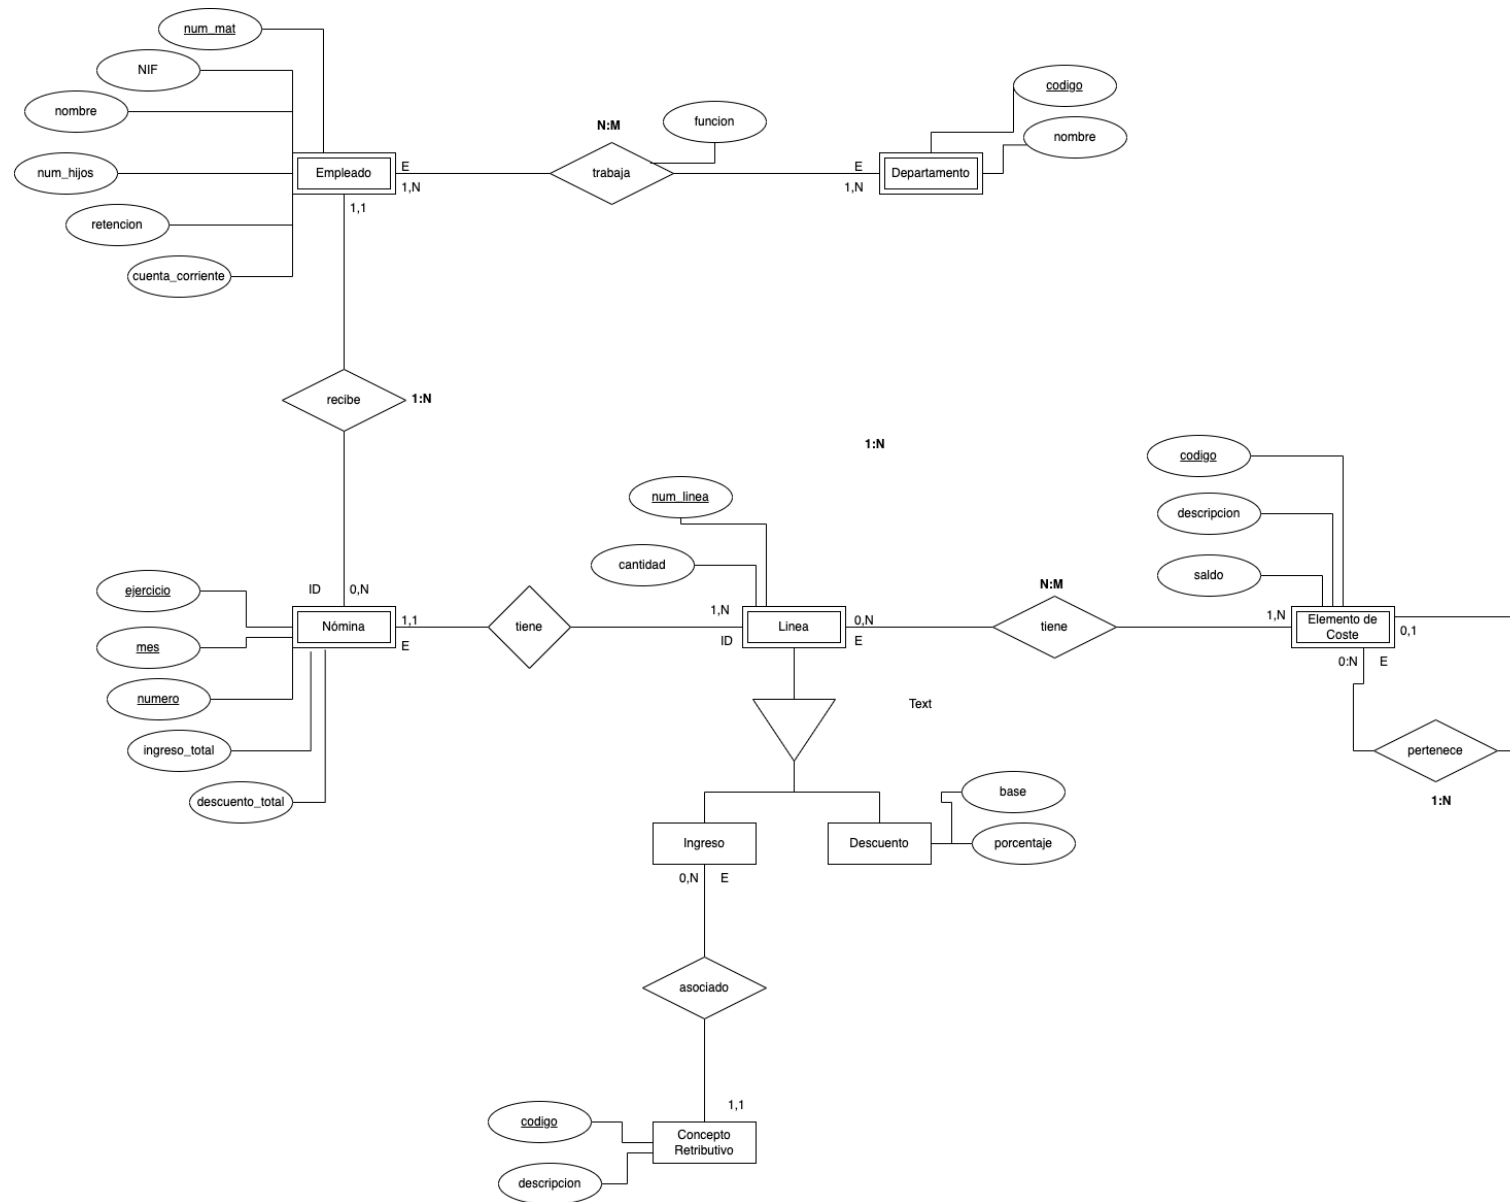 num_mat
NIF
codigo
nombre
funcion
N:M
nombre
E
E
num_hijos
Empleado
trabaja
Departamento
1,N
1,N
1,1
retencion
cuenta_corriente
recibe
1:N
1:N
codigo
num_linea
descripcion
cantidad
saldo
N:M
ejercicio
ID
0,N
1,N
1,1
0,N
1,N
Nómina
tiene
Linea
tiene
Elemento de
Coste
0,1
mes
E
ID
E
0:N
E
numero
Text
ingreso_total
pertenece
descuento_total
base
1:N
Ingreso
Descuento
porcentaje
0,N
E
asociado
1,1
codigo
Concepto
Retributivo
descripcion